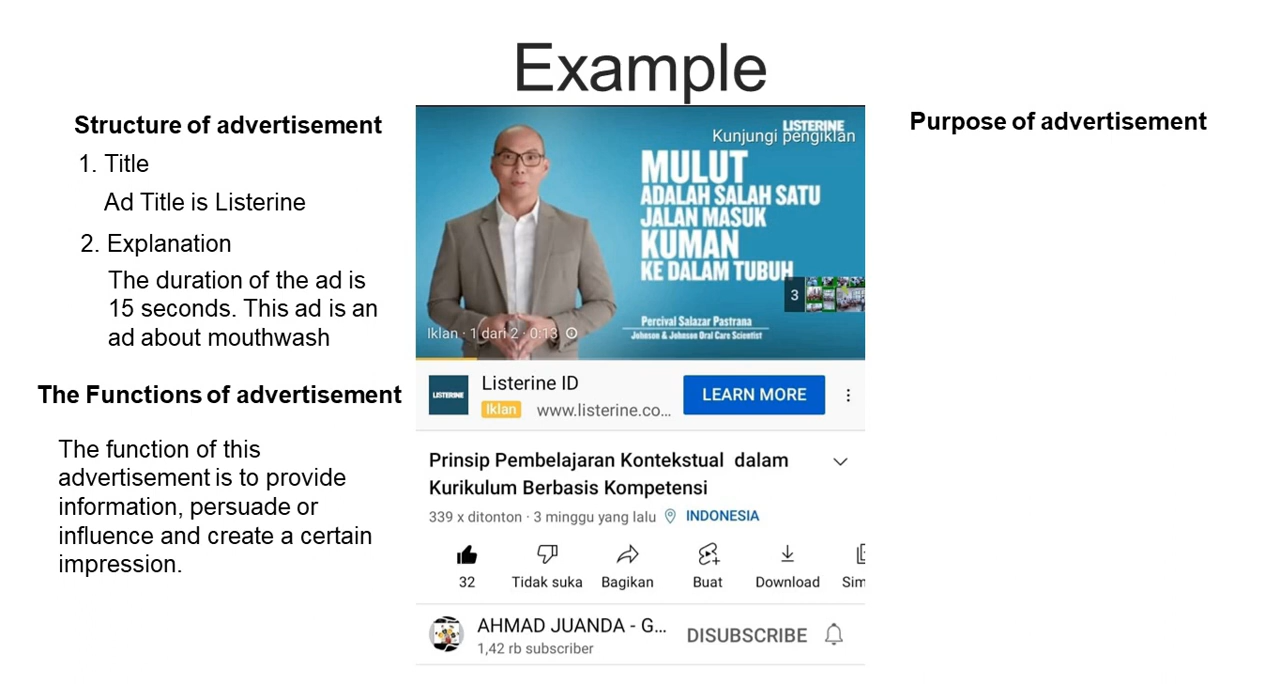 Example
Structure of advertisement
1. Title
Ad Title is Listerine
2. Explanation
The duration of the ad is
15 seconds. This ad is an
ad about mouthwash
The Functions of advertisement
The function of this
advertisement is to provide
information, persuade or
influence and create a certain
impression.
LISTERINE
Kunjungi pengiklan
MULUT
ADALAH SALAH SATU
JALAN MASUK
KUMAN
KE DALAM TUBUH
3
Percival Salazar Pastrana
Johnson & Johnson Oral Care Scientist
Iklan · 1 dari 2 · 0:13
LISTERINE
Listerine ID
Iklan www.listerine.co...
LEARN MORE
Prinsip Pembelajaran Kontekstual dalam
Kurikulum Berbasis Kompetensi
339 x ditonton · 3 minggu yang lalu INDONESIA
32 Tidak suka Bagikan Buat Download Sim
AHMAD JUANDA - G...
1,42 rb subscriber
DISUBSCRIBE
Purpose of advertisement